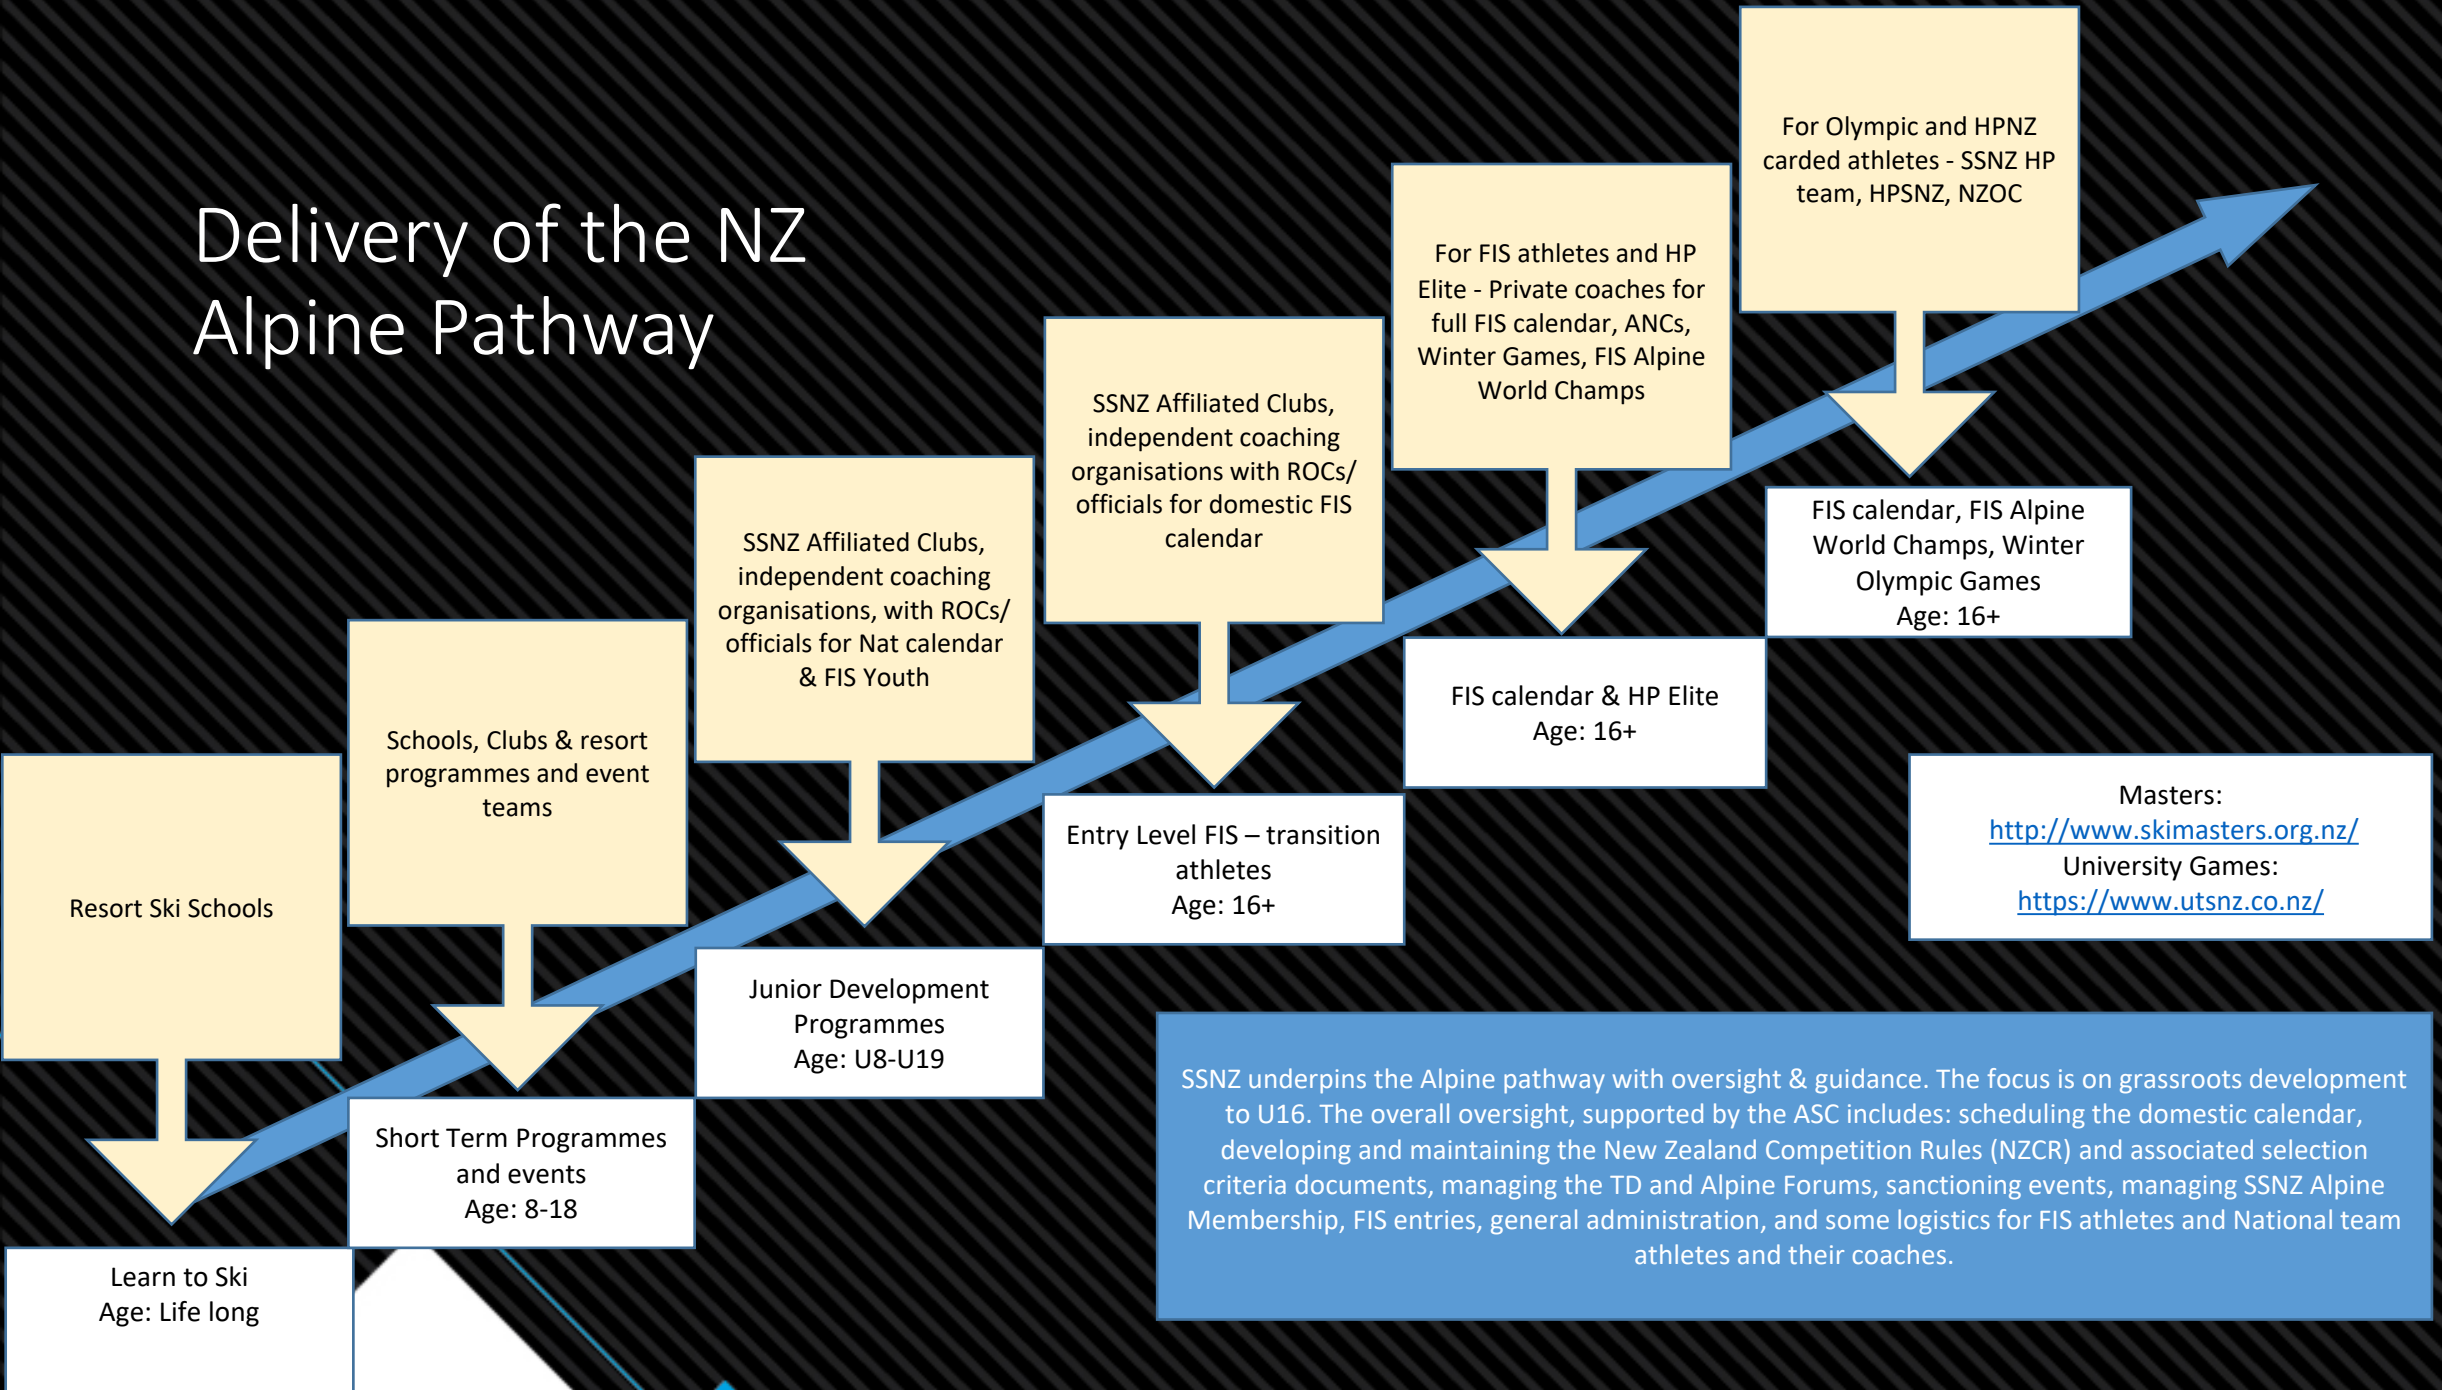 Delivery of the NZ
Alpine Pathway
Resort Ski Schools
Learn to Ski
Age: Life long
Schools, Clubs & resort
programmes and event
teams
Short Term Programmes
and events
Age: 8-18
SSNZ Affiliated Clubs,
independent coaching
organisations, with ROCs/
officials for Nat calendar
& FIS Youth
Junior Development
Programmes
Age: U8-U19
SSNZ Affiliated Clubs,
independent coaching
organisations with ROCs/
officials for domestic FIS
calendar
Entry Level FIS – transition
athletes
Age: 16+
For FIS athletes and HP
Elite - Private coaches for
full FIS calendar, ANCs,
Winter Games, FIS Alpine
World Champs
FIS calendar & HP Elite
Age: 16+
For Olympic and HPNZ
carded athletes - SSNZ HP
team, HPSNZ, NZOC
FIS calendar, FIS Alpine
World Champs, Winter
Olympic Games
Age: 16+
Masters:
http://www.skimasters.org.nz/
University Games:
https://www.utsnz.co.nz/
SSNZ underpins the Alpine pathway with oversight & guidance. The focus is on grassroots development
to U16. The overall oversight, supported by the ASC includes: scheduling the domestic calendar,
developing and maintaining the New Zealand Competition Rules (NZCR) and associated selection
criteria documents, managing the TD and Alpine Forums, sanctioning events, managing SSNZ Alpine
Membership, FIS entries, general administration, and some logistics for FIS athletes and National team
athletes and their coaches.